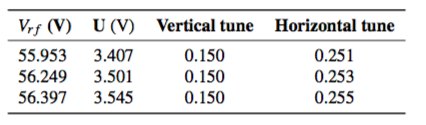 V_rf (V) U (V) Vertical tune Horizontal tune
55.953 3.407 0.150 0.251
56.249 3.501 0.150 0.253
56.397 3.545 0.150 0.255